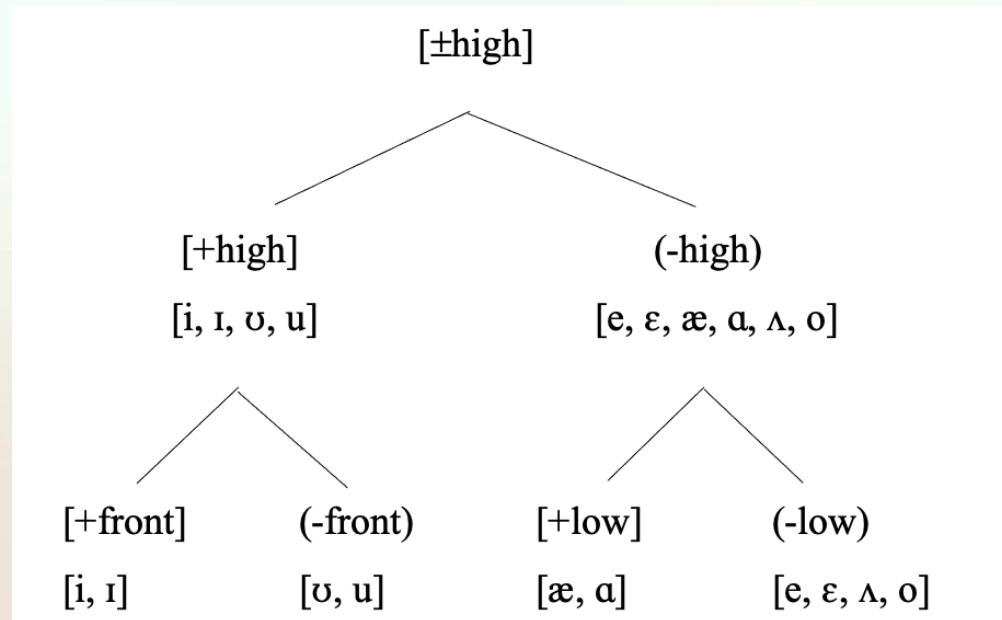 [±high]
[+high] (-high)
[i, ɪ, ʊ, u] [e, ɛ, æ, ɑ, ʌ, o]
[+front] (-front) [+low] (-low)
[i, ɪ] [ʊ, u] [æ, ɑ] [e, ɛ, ʌ, o]